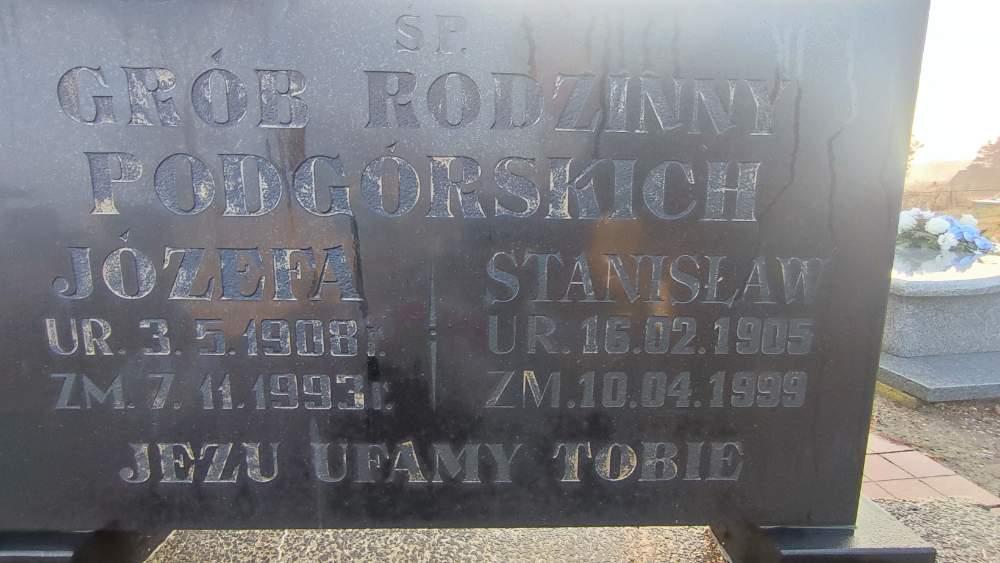 SP.
GRÓB RODZINNY
PODGÓRSKICH
JÓZEFA
UR. 3. 5. 1908 r.
ZM. 7. 11. 1993 r.
STANISŁAW
UR. 16.02.1905
ZM. 10.04.1999
JEZU UFAMY TOBIE